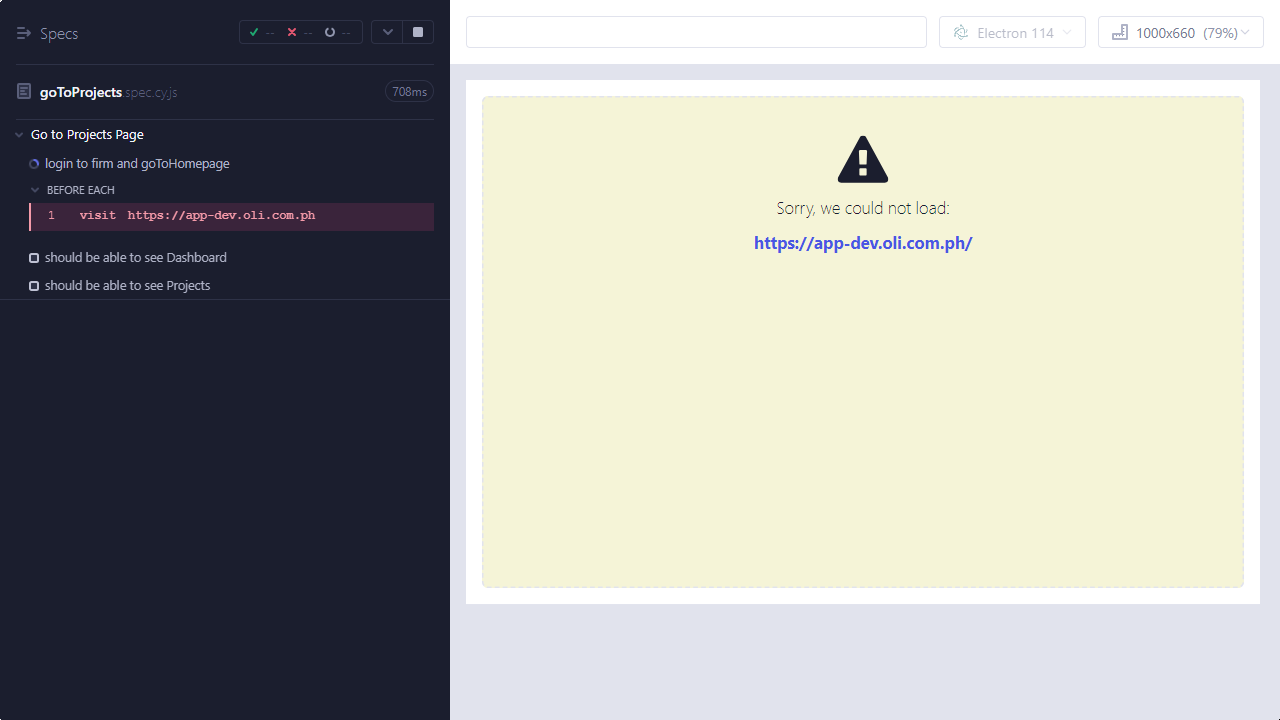 Specs
-- -- --
goToProjects.spec.cy.js
708ms
Go to Projects Page
login to firm and goToHomepage
BEFORE EACH
1 visit https://app-dev.oli.com.ph
should be able to see Dashboard
should be able to see Projects
Electron 114
1000x660 (79%)
Sorry, we could not load:
https://app-dev.oli.com.ph/